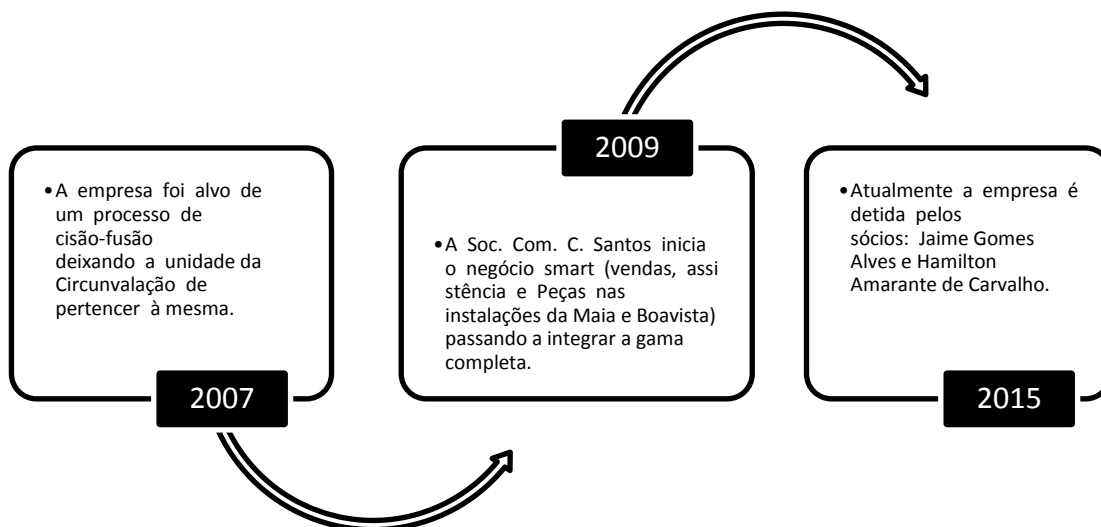 •A empresa foi alvo de
um processo de
cisão-fusão
deixando a unidade da
Circunvalação de
pertencer à mesma.
2007
2009
•A Soc. Com. C. Santos inicia
o negócio smart (vendas, assi
stência e Peças nas
instalações da Maia e Boavista)
passando a integrar a gama
completa.
•Atualmente a empresa é
detida pelos
sócios: Jaime Gomes
Alves e Hamilton
Amarante de Carvalho.
2015